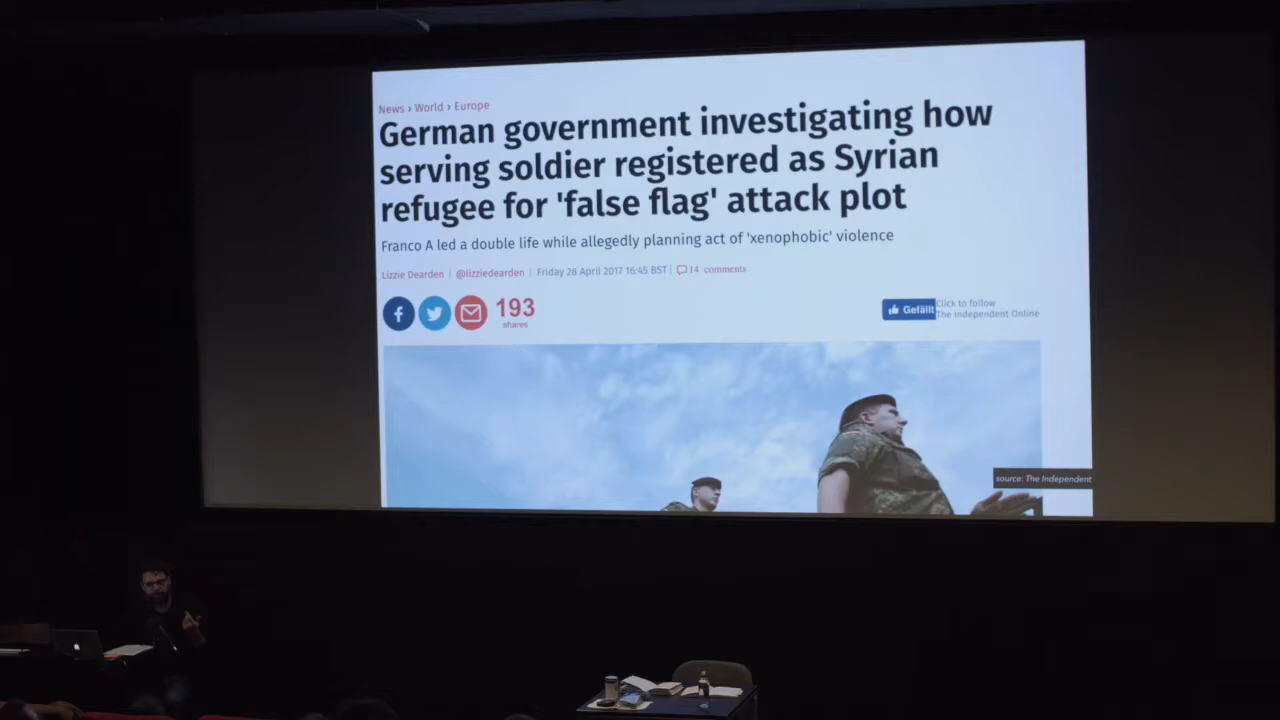 News › World › Europe
German government investigating how
serving soldier registered as Syrian
refugee for 'false flag' attack plot
Franco A led a double life while allegedly planning act of 'xenophobic' violence
Lizzie Dearden | @lizziedearden | Friday 28 April 2017 16:45 BST | 14 comments
193
shares
Gefällt
Click to follow
The Independent Online
source: The Independent